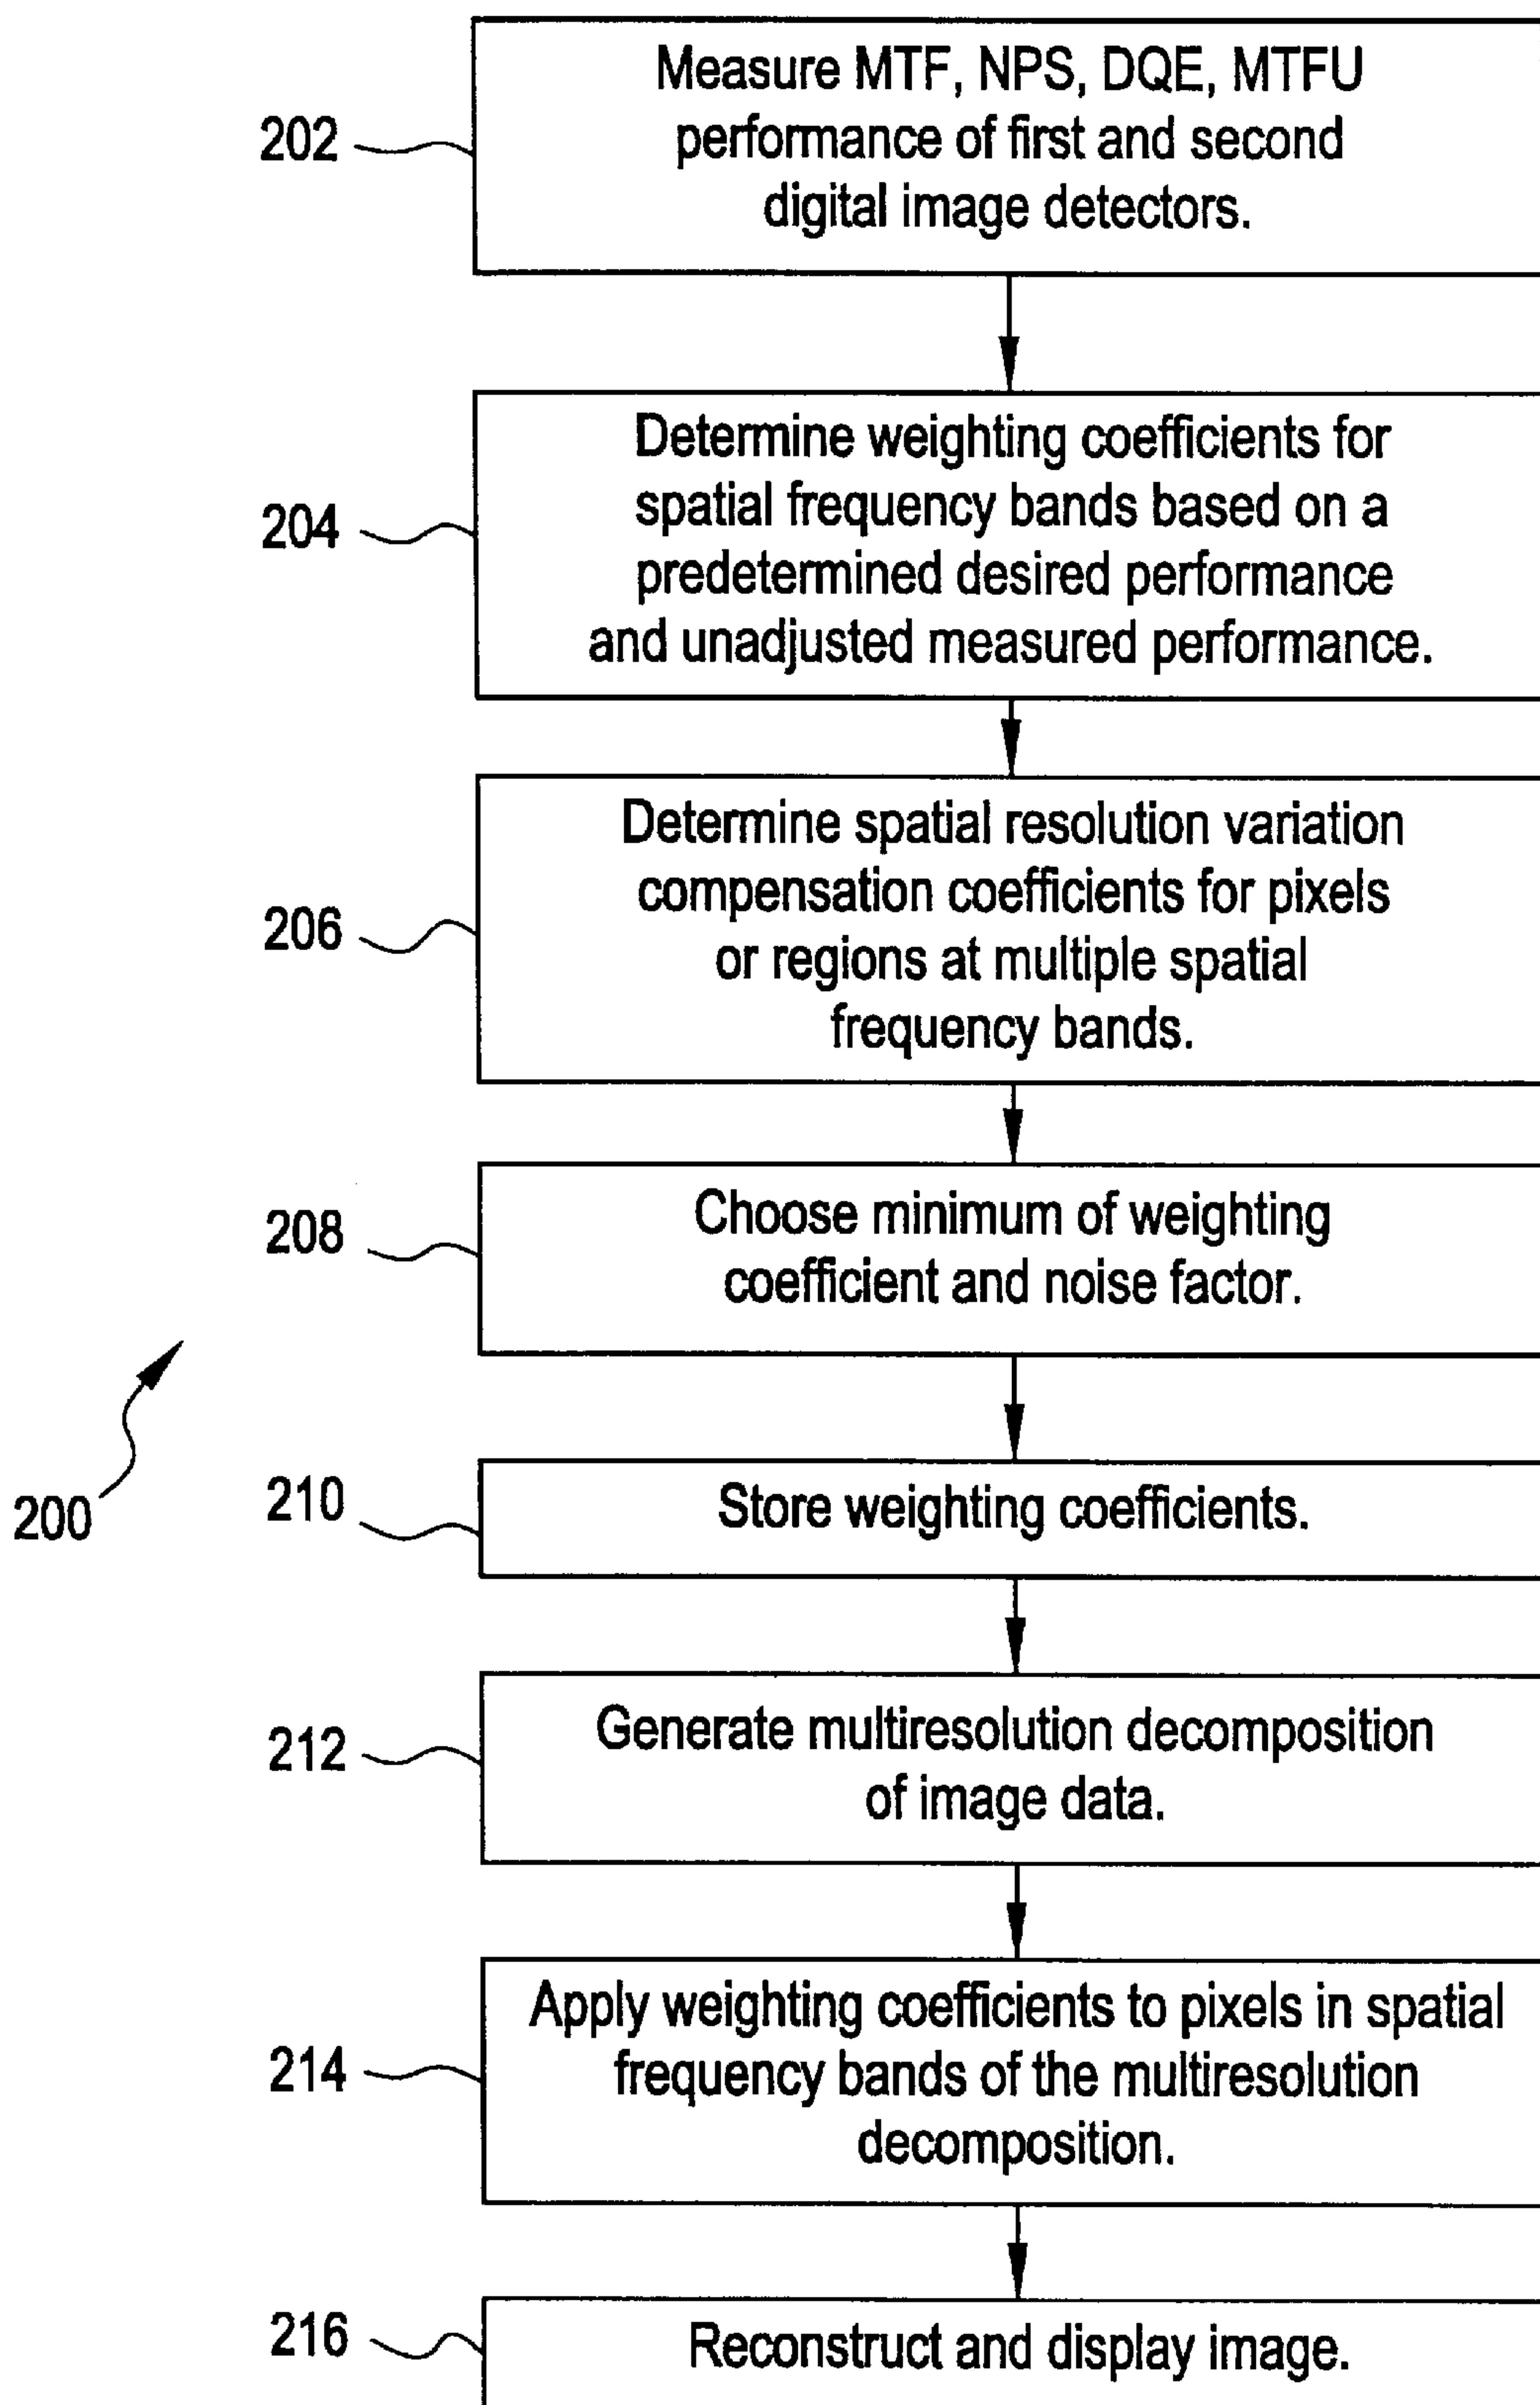 202
Measure MTF, NPS, DQE, MTFU
performance of first and second
digital image detectors.
204
Determine weighting coefficients for
spatial frequency bands based on a
predetermined desired performance
and unadjusted measured performance.
206
Determine spatial resolution variation
compensation coefficients for pixels
or regions at multiple spatial
frequency bands.
208
Choose minimum of weighting
coefficient and noise factor.
200
210
Store weighting coefficients.
212
Generate multiresolution decomposition
of image data.
214
Apply weighting coefficients to pixels in spatial
frequency bands of the multiresolution
decomposition.
216
Reconstruct and display image.